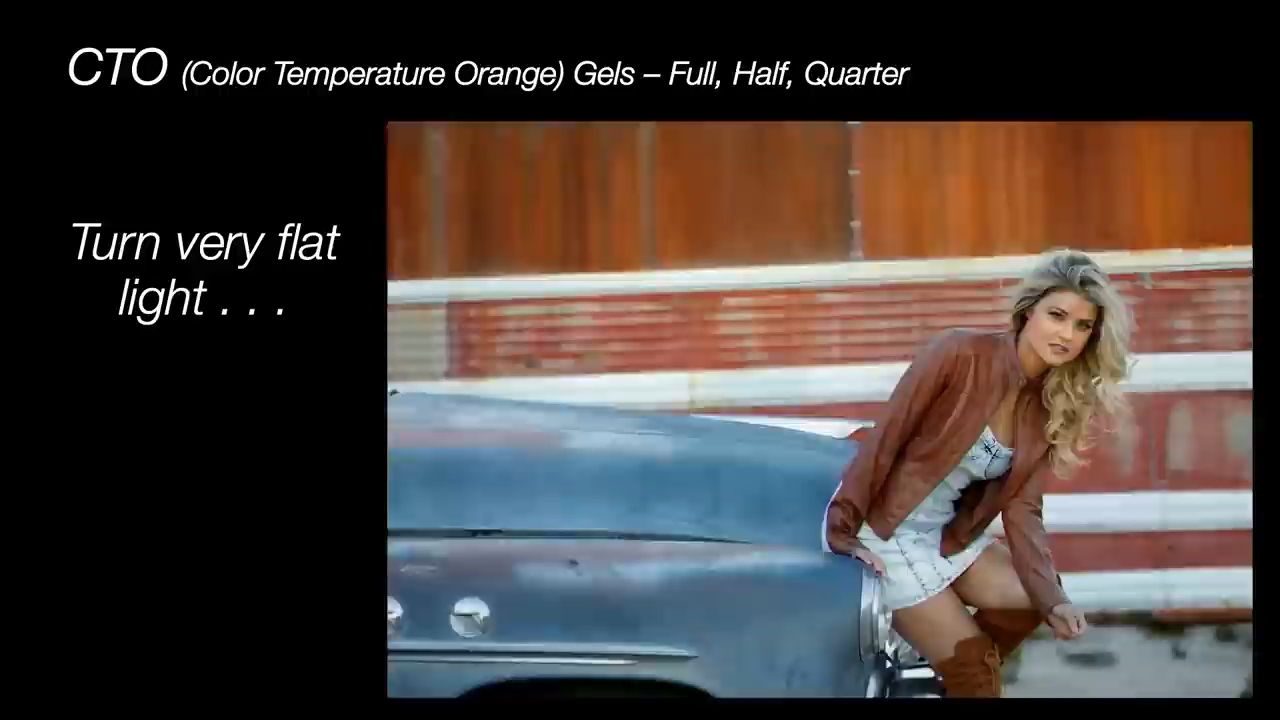 CTO (Color Temperature Orange) Gels – Full, Half, Quarter
Turn very flat
light . . .